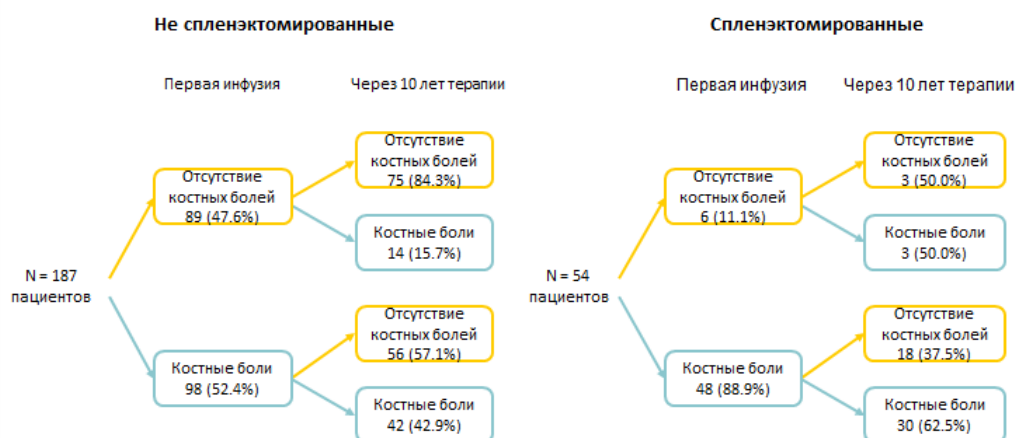 Не спленэктомированные
Первая инфузия
Через 10 лет терапии
N = 187
пациентов
Отсутствие
костных болей
89 (47.6%)
Отсутствие
костных болей
75 (84.3%)
Костные боли
14 (15.7%)
Костные боли
98 (52.4%)
Отсутствие
костных болей
56 (57.1%)
Костные боли
42 (42.9%)
Спленэктомированные
Первая инфузия
Через 10 лет терапии
N = 54
пациентов
Отсутствие
костных болей
6 (11.1%)
Отсутствие
костных болей
3 (50.0%)
Костные боли
3 (50.0%)
Костные боли
48 (88.9%)
Отсутствие
костных болей
18 (37.5%)
Костные боли
30 (62.5%)